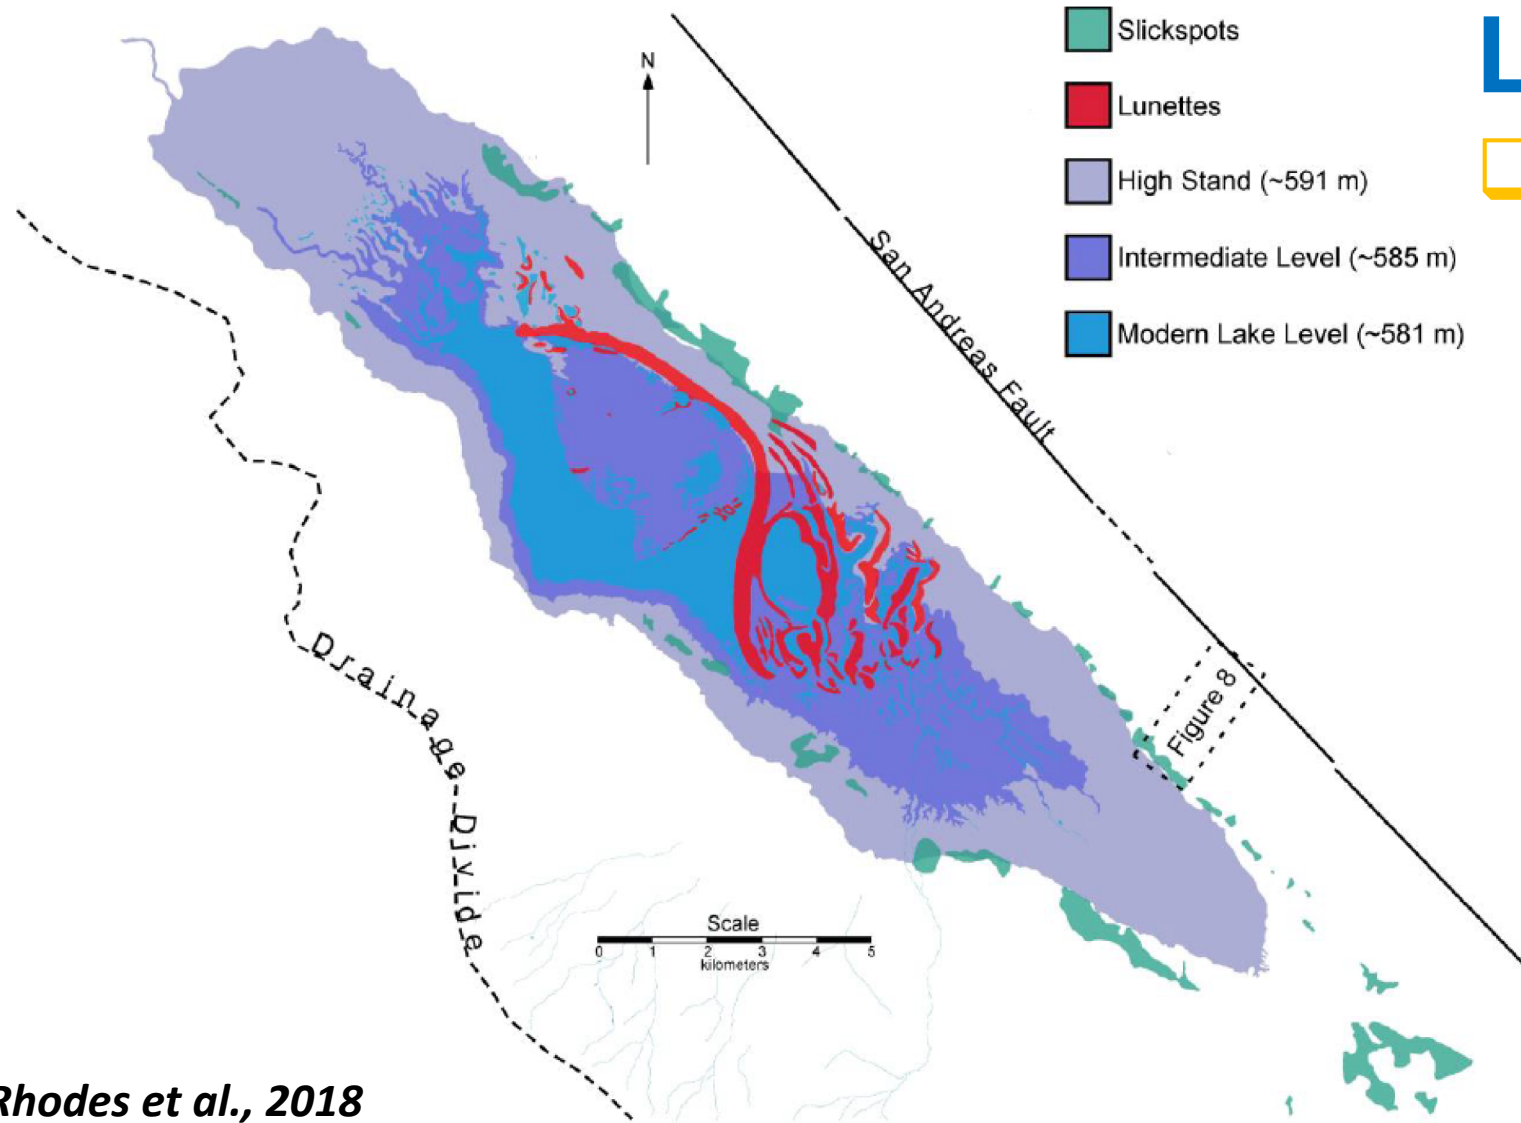 Slickspots
Lunettes
High Stand (~591 m)
Intermediate Level (~585 m)
Modern Lake Level (~581 m)
N
San Andreas Fault
Drainage Divide
Figure 8
Scale
0 1 2 3 4 5
kilometers
Rhodes et al., 2018